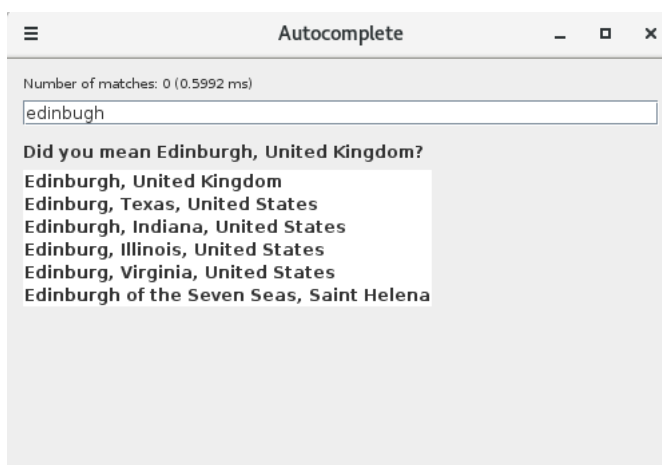 Autocomplete
Number of matches: 0 (0.5992 ms)
edinbugh
Did you mean Edinburgh, United Kingdom?
Edinburgh, United Kingdom
Edinburg, Texas, United States
Edinburgh, Indiana, United States
Edinburg, Illinois, United States
Edinburg, Virginia, United States
Edinburgh of the Seven Seas, Saint Helena